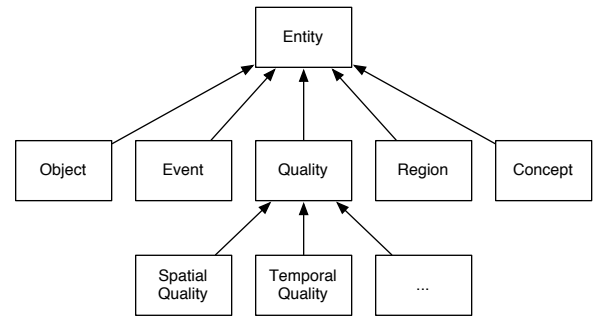 Entity
Object
Event
Quality
Region
Concept
Spatial
Quality
Temporal
Quality
...